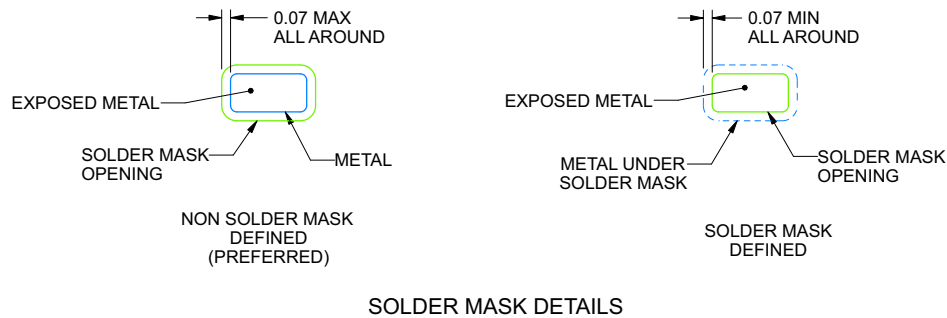 0.07 MAX
ALL AROUND
EXPOSED METAL
SOLDER MASK
OPENING
METAL
NON SOLDER MASK
DEFINED
(PREFERRED)
0.07 MIN
ALL AROUND
EXPOSED METAL
METAL UNDER
SOLDER MASK
SOLDER MASK
OPENING
SOLDER MASK
DEFINED
SOLDER MASK DETAILS